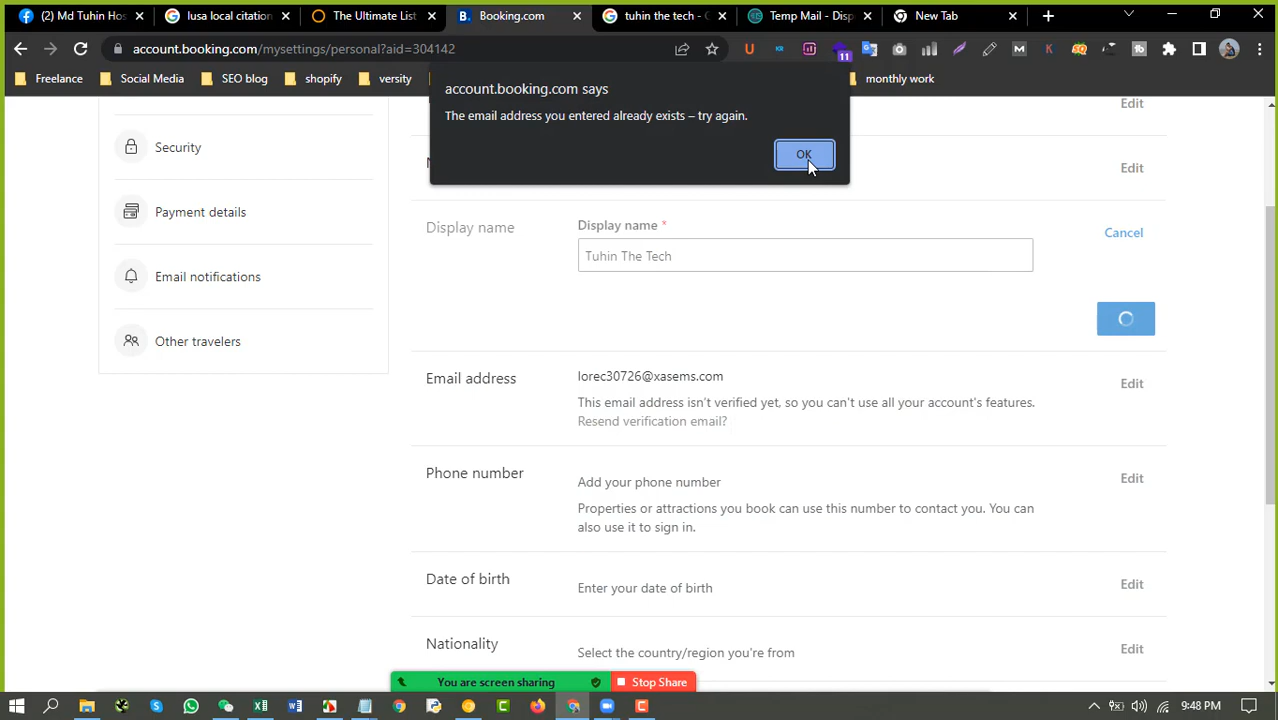 (2) Md Tuhin Hos
lusa local citation
The Ultimate List
Booking.com
tuhin the tech - G
Temp Mail - Disp
New Tab
account.booking.com/mysettings/personal?aid=304142
11
Freelance
Social Media
SEO blog
shopify
versity
monthly work
account.booking.com says
The email address you entered already exists – try again.
OK
Edit
Security
Edit
Payment details
Display name
Display name *
Cancel
Tuhin The Tech
Email notifications
Other travelers
Email address
lorec30726@xasems.com
Edit
This email address isn't verified yet, so you can't use all your account's features.
Resend verification email?
Phone number
Add your phone number
Edit
Properties or attractions you book can use this number to contact you. You can
also use it to sign in.
Date of birth
Enter your date of birth
Edit
Nationality
Select the country/region you're from
Edit
You are screen sharing
Stop Share
9:48 PM